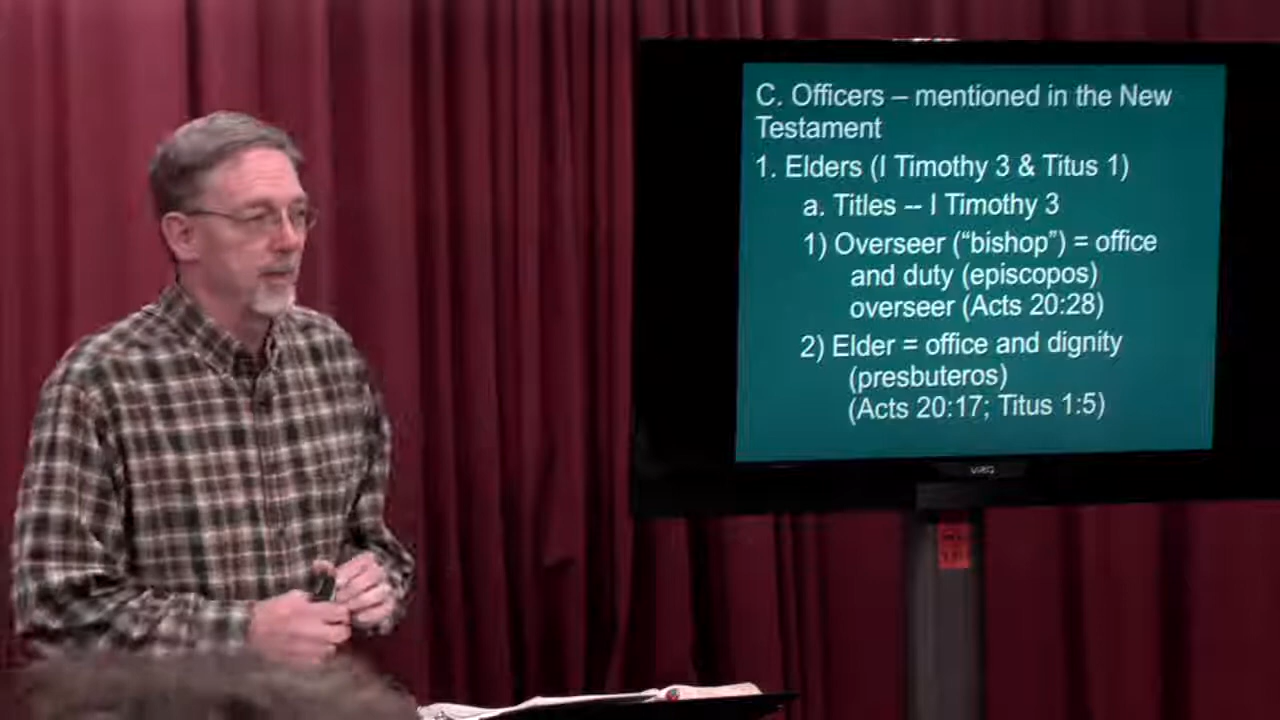 C. Officers – mentioned in the New
Testament
1. Elders (I Timothy 3 & Titus 1)
a. Titles -- I Timothy 3
1) Overseer (“bishop”) = office
and duty (episcopos)
overseer (Acts 20:28)
2) Elder = office and dignity
(presbuteros)
(Acts 20:17; Titus 1:5)